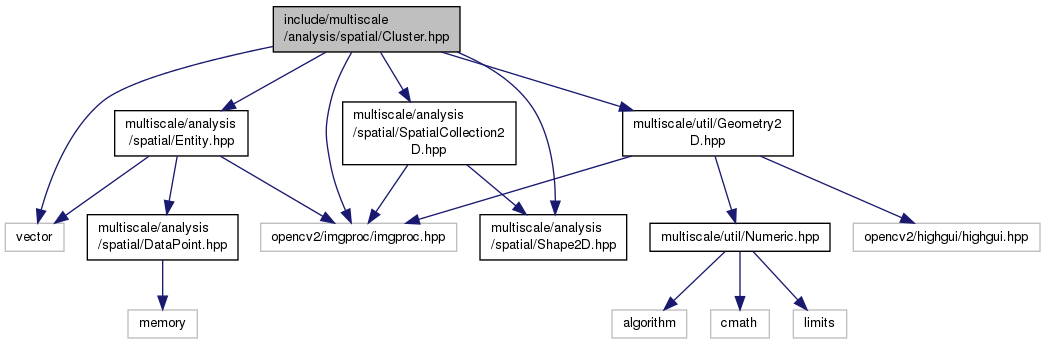 include/multiscale
/analysis/spatial/Cluster.hpp
multiscale/analysis
/spatial/Entity.hpp
multiscale/analysis
/spatial/SpatialCollection2
D.hpp
multiscale/util/Geometry2
D.hpp
vector
multiscale/analysis
/spatial/DataPoint.hpp
opencv2/imgproc/imgproc.hpp
multiscale/analysis
/spatial/Shape2D.hpp
multiscale/util/Numeric.hpp
opencv2/highgui/highgui.hpp
memory
algorithm
cmath
limits